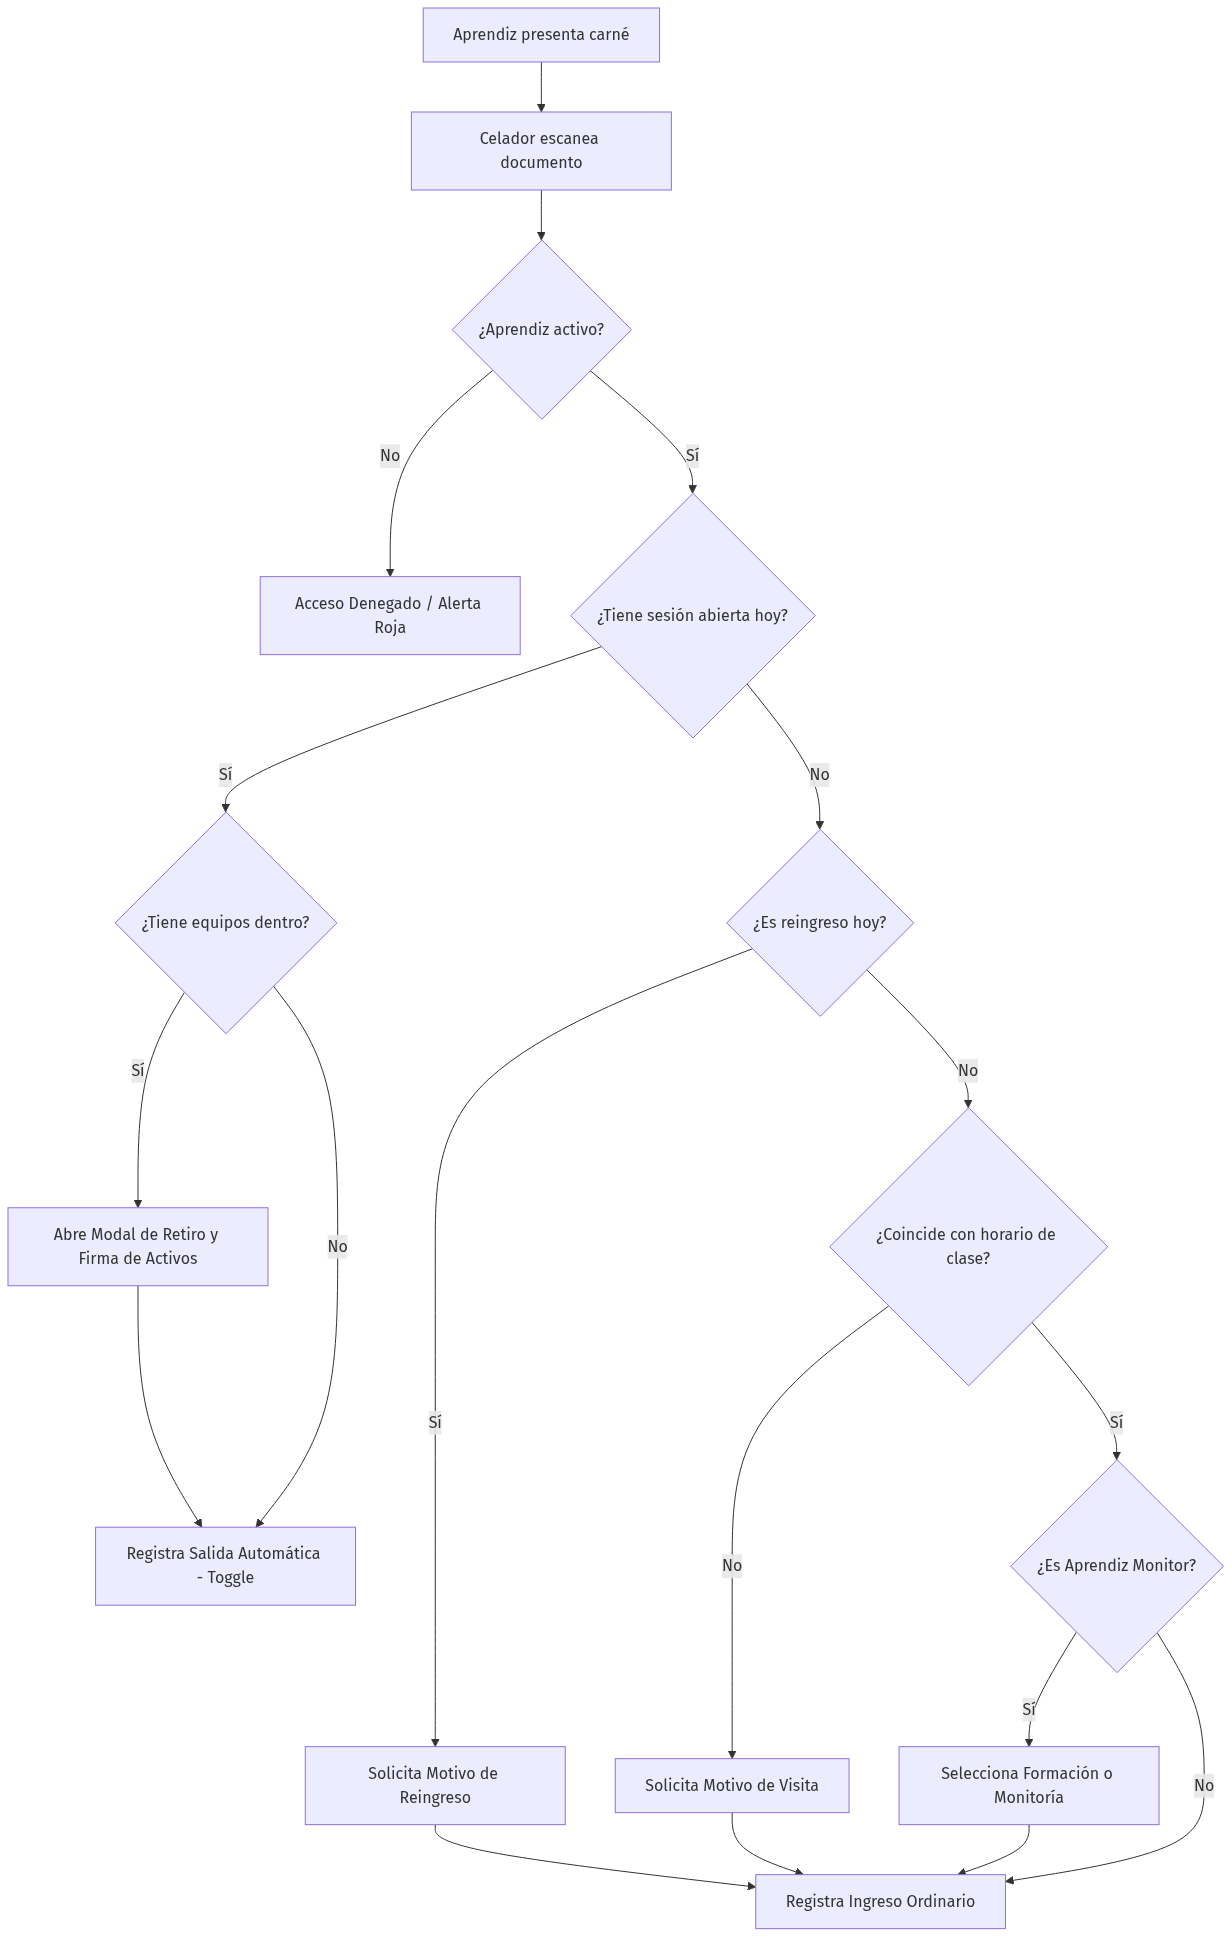 Aprendiz presenta carné
Celador escanea
documento
¿Aprendiz activo?
No
Sí
Acceso Denegado / Alerta
Roja
¿Tiene sesión abierta hoy?
Sí
No
¿Tiene equipos dentro?
¿Es reingreso hoy?
Sí
No
Abre Modal de Retiro y
Firma de Activos
No
¿Coincide con horario de
clase?
Sí
Sí
Registra Salida Automática
- Toggle
No
¿Es Aprendiz Monitor?
Sí
Solicita Motivo de
Reingreso
Solicita Motivo de Visita
Selecciona Formación o
Monitoría
No
Registra Ingreso Ordinario